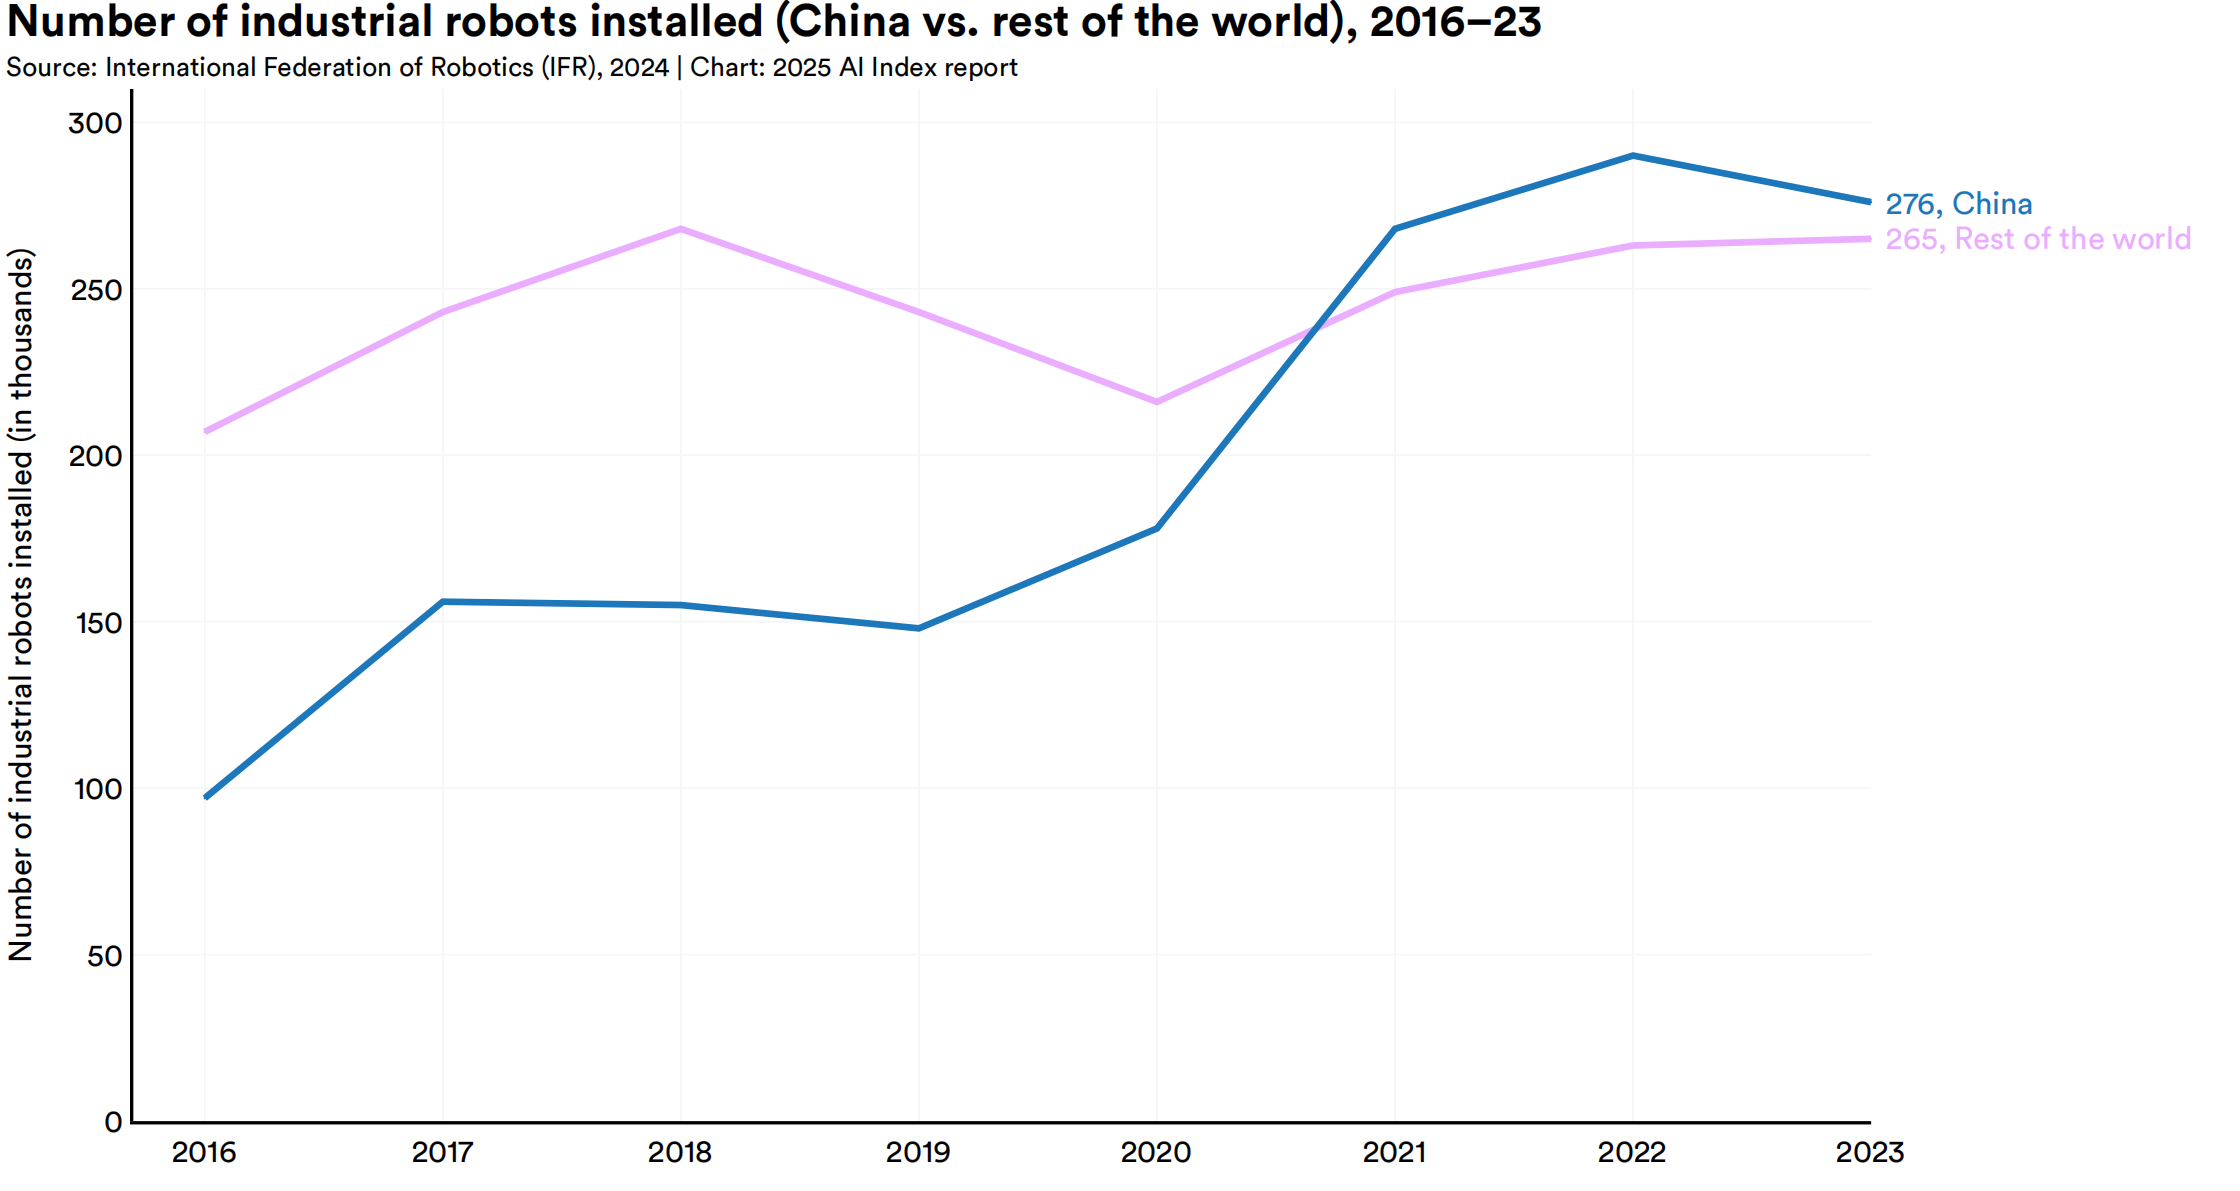 Number of industrial robots installed (China vs. rest of the world), 2016–23
Source: International Federation of Robotics (IFR), 2024 | Chart: 2025 AI Index report
Number of industrial robots installed (in thousands)
300
250
200
150
100
50
0
276, China
265, Rest of the world
2016 2017 2018 2019 2020 2021 2022 2023